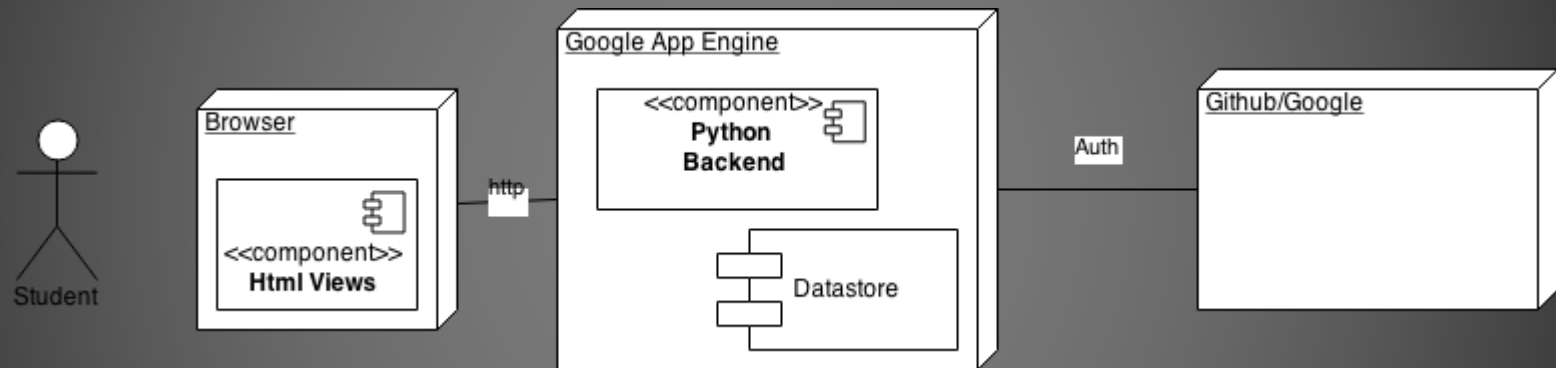 Student
Browser
<<component>>
Html Views
http
Google App Engine
<<component>>
Python
Backend
Datastore
Auth
Github/Google